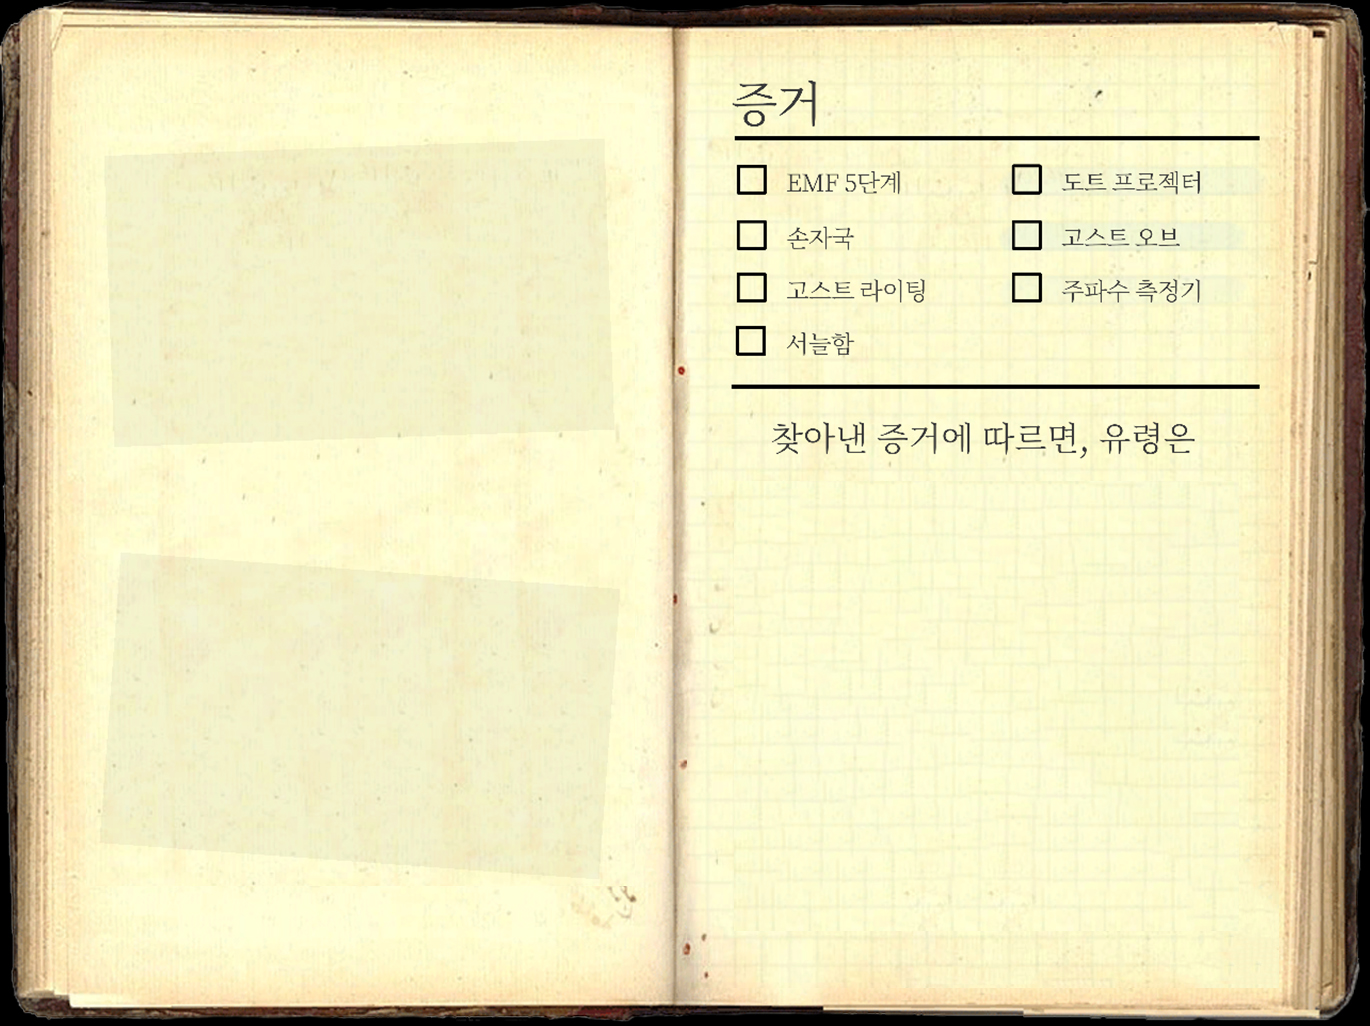 증거
EMF 5단계
도트 프로젝터
손자국
고스트 오브
고스트 라이팅
주파수 측정기
서늘함
찾아낸 증거에 따르면, 유령은